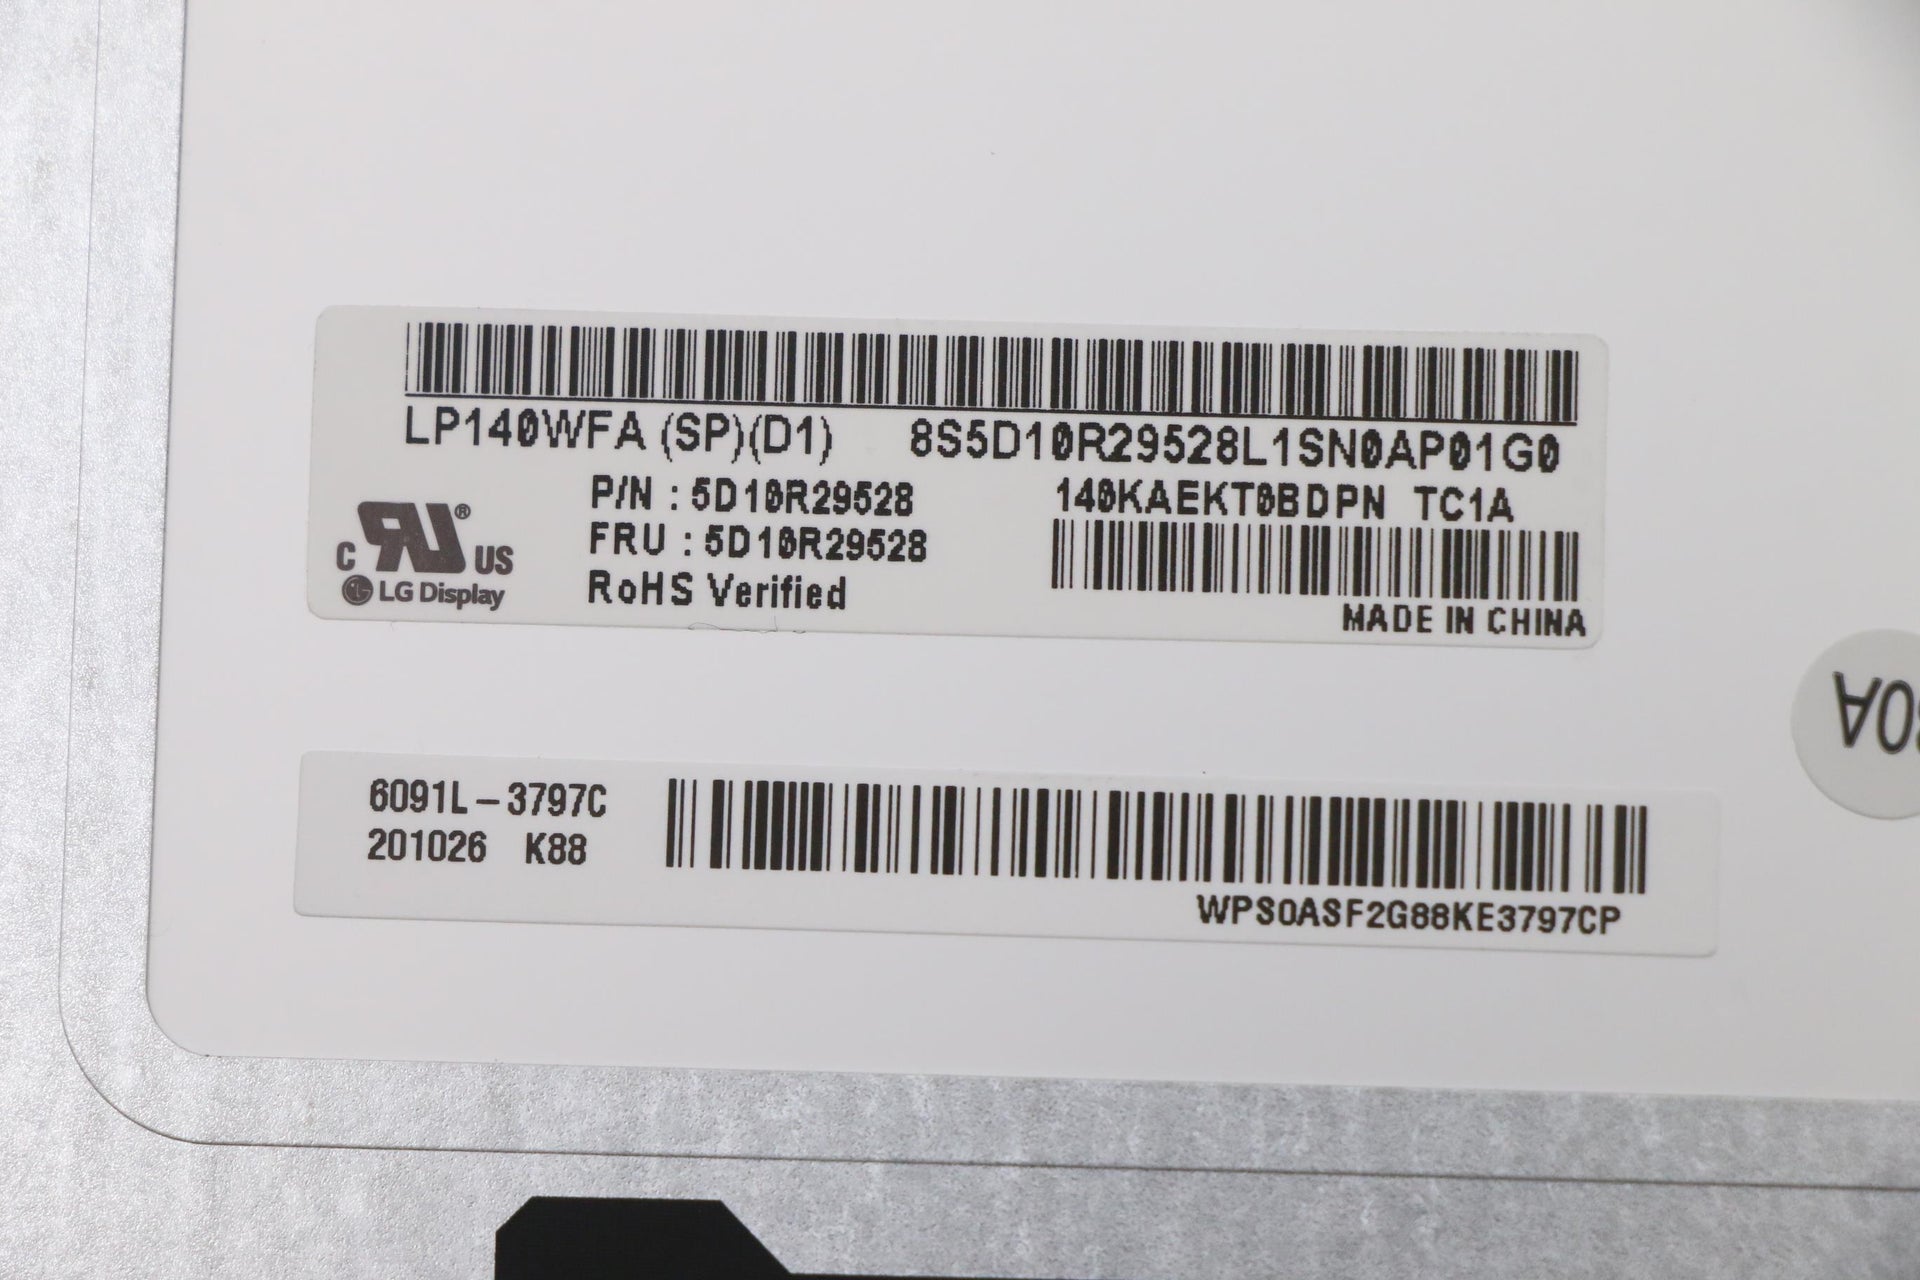 LP140WFA (SP)(D1) 8S5D10R29528L1SN0AP01G0
P/N : 5D10R29528 140KAEKT0BDPN TC1A
FRU : 5D10R29528
RoHS Verified
C RU® US
LG Display
MADE IN CHINA
6091L-3797C
201026 K88
WPS0ASF2G88KE3797CP